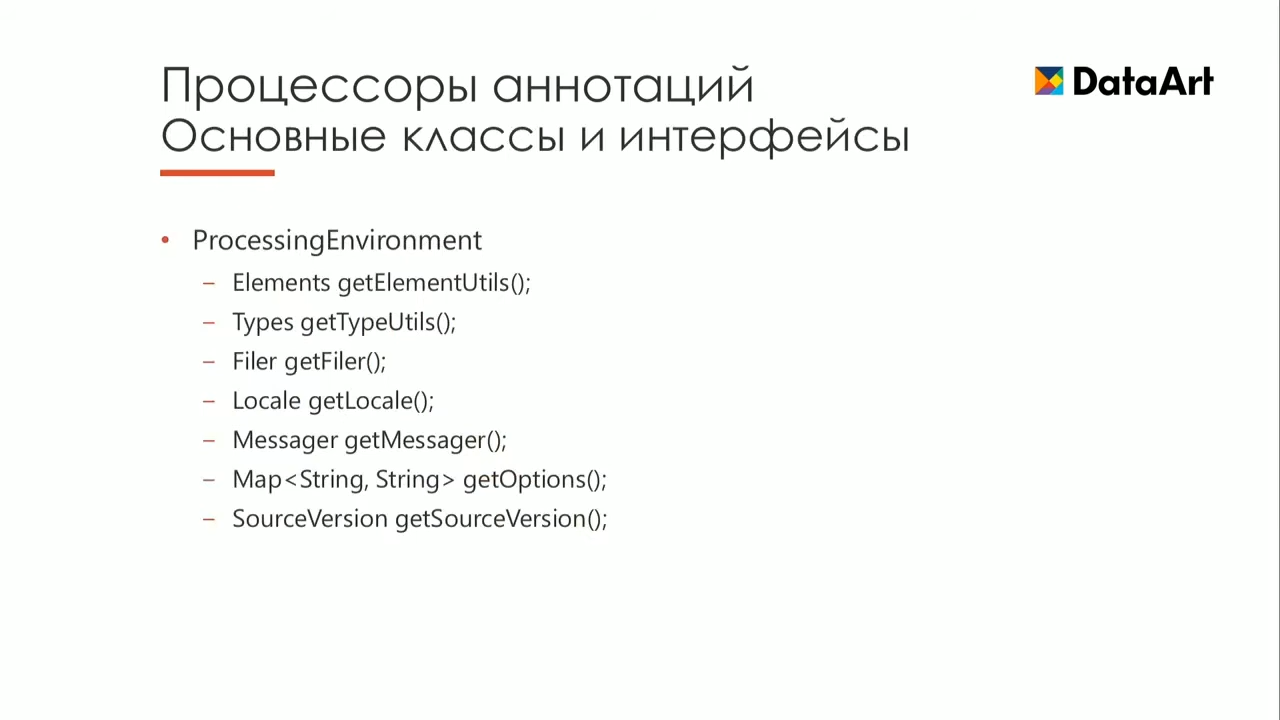 Процессоры аннотаций
Основные классы и интерфейсы
DataArt
• ProcessingEnvironment
– Elements getElementUtils();
– Types getTypeUtils();
– Filer getFiler();
– Locale getLocale();
– Messager getMessager();
– Map<String, String> getOptions();
– SourceVersion getSourceVersion();